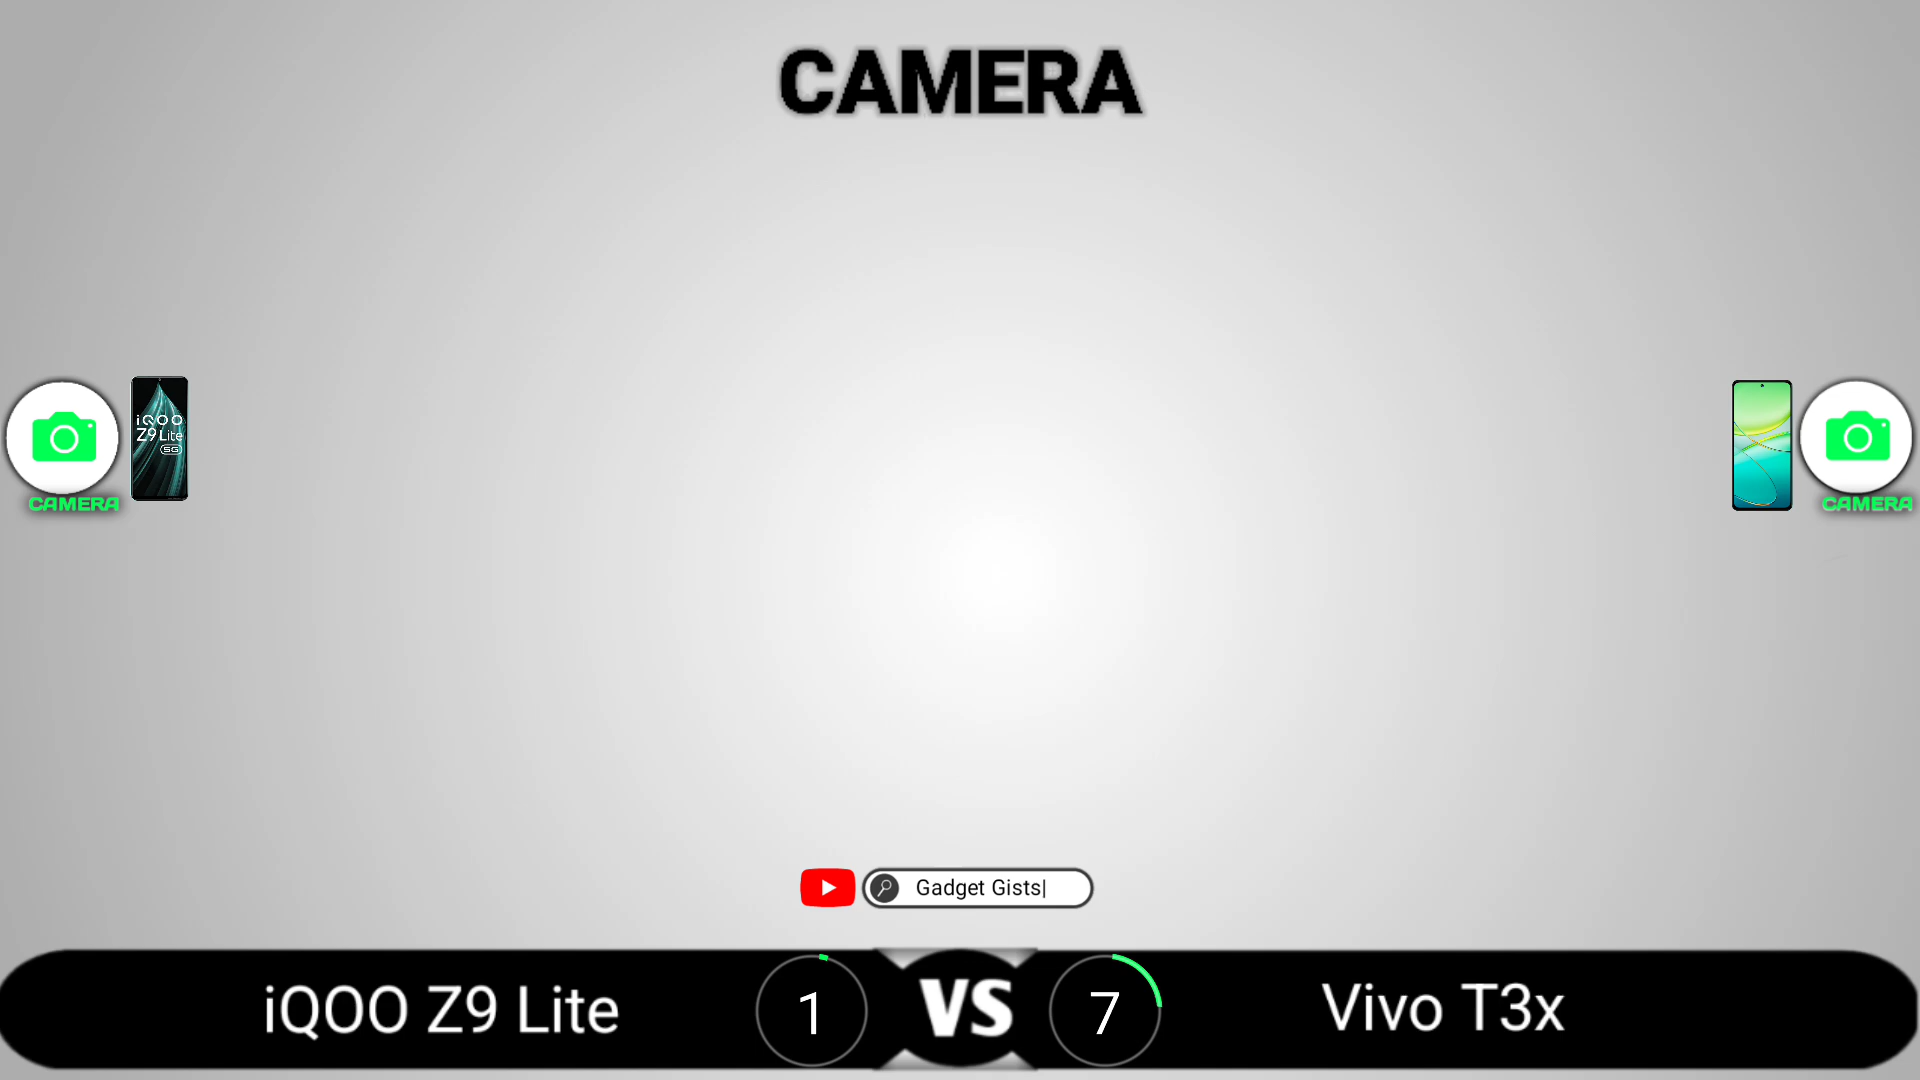 CAMERA
iQOO
Z9 Lite
5G
CAMERA
CAMERA
Gadget Gists|
iQOO Z9 Lite
1
VS
7
Vivo T3x